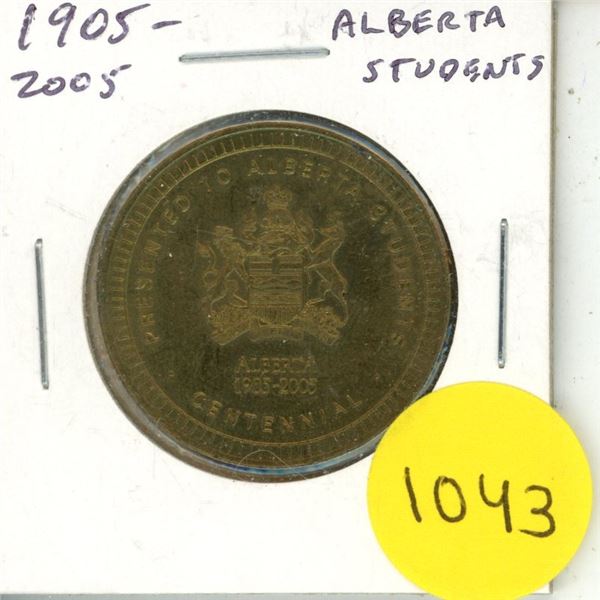 1905-
2005
ALBERTA
STUDENTS
PRESENTED TO ALBERTA STUDENTS
ALBERTA
1905-2005
CENTENNIAL
1043